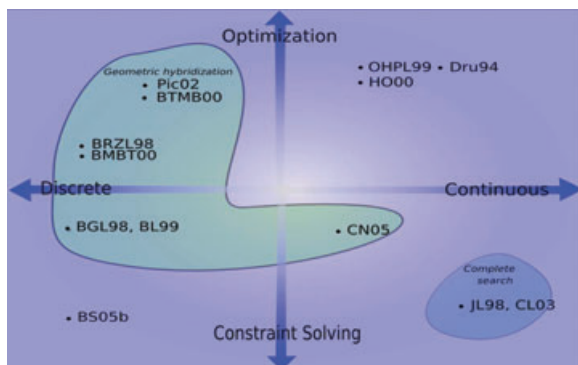 Optimization
Geometric hybridization
• Pic02
• BTMB00
• OHPL99 • Dru94
• HO00
• BRZL98
• BMBT00
Discrete
Continuous
• BGL98, BL99
• CN05
Complete
search
• JL98, CL03
• BS05b
Constraint Solving